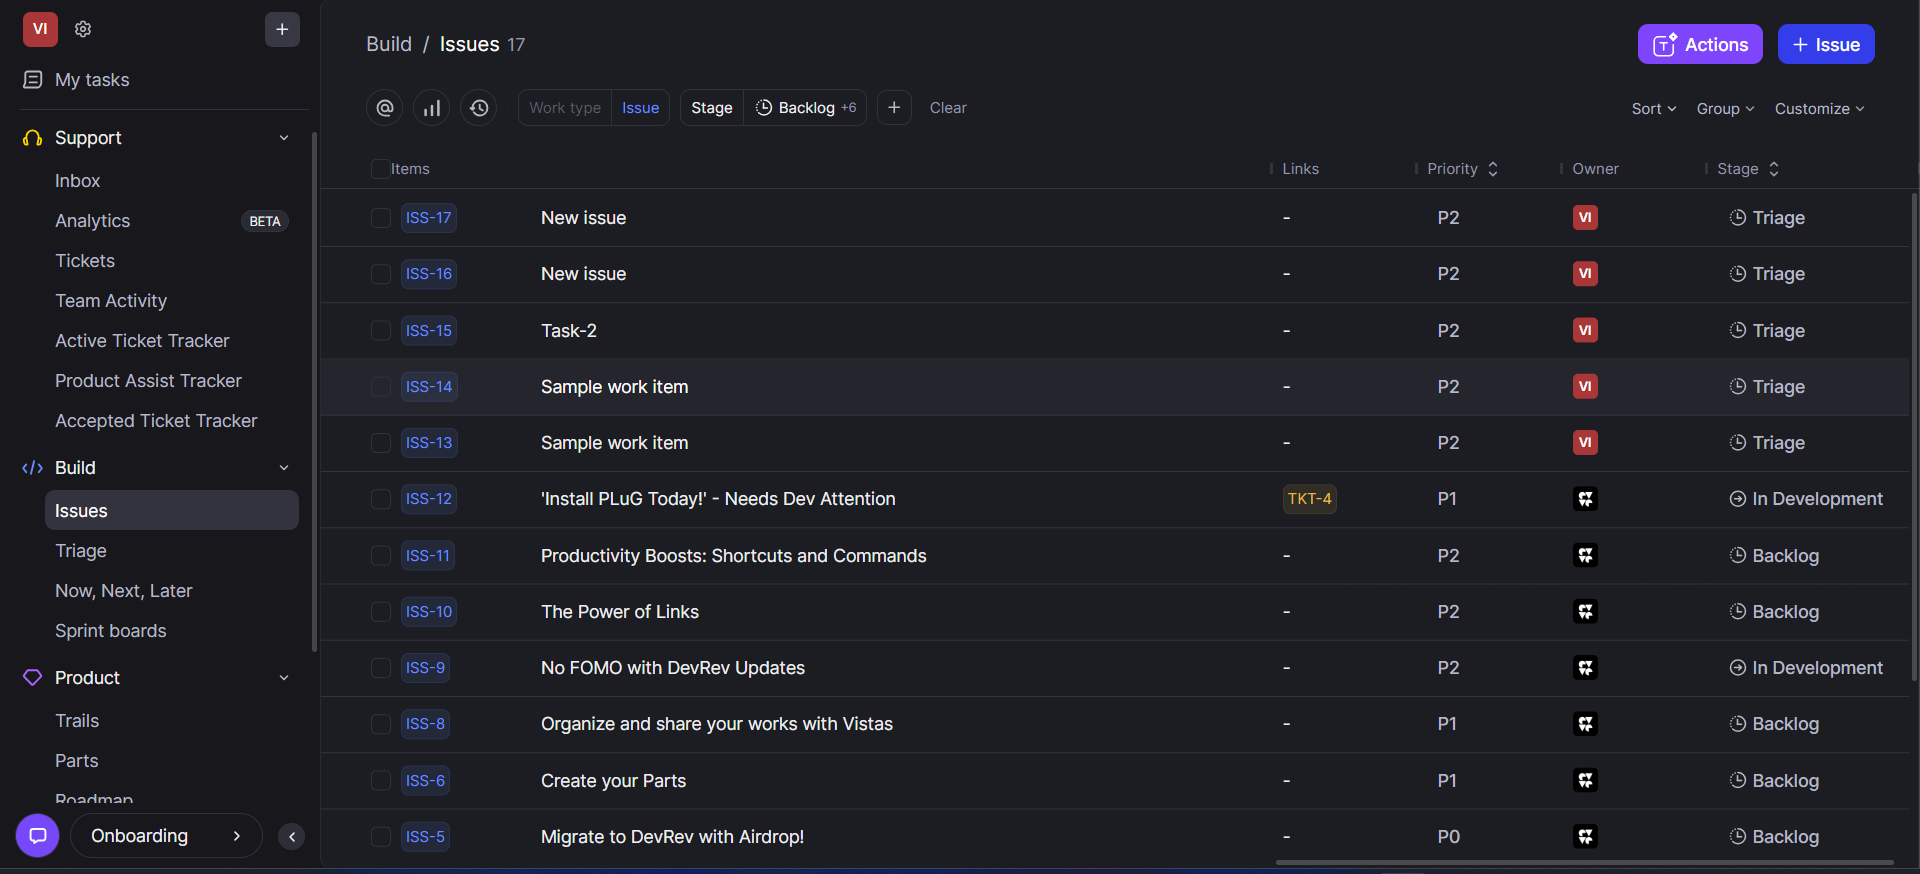 VI
My tasks
Support
Inbox
Analytics BETA
Tickets
Team Activity
Active Ticket Tracker
Product Assist Tracker
Accepted Ticket Tracker
Build
Issues
Triage
Now, Next, Later
Sprint boards
Product
Trails
Parts
Roadmap
Onboarding
Build / Issues 17
Actions
+ Issue
Work type Issue
Stage Backlog +6
+
Clear
Sort
Group
Customize
Items Links Priority Owner Stage
ISS-17 New issue - P2 VI Triage
ISS-16 New issue - P2 VI Triage
ISS-15 Task-2 - P2 VI Triage
ISS-14 Sample work item - P2 VI Triage
ISS-13 Sample work item - P2 VI Triage
ISS-12 'Install PLuG Today!' - Needs Dev Attention TKT-4 P1 In Development
ISS-11 Productivity Boosts: Shortcuts and Commands - P2 Backlog
ISS-10 The Power of Links - P2 Backlog
ISS-9 No FOMO with DevRev Updates - P2 In Development
ISS-8 Organize and share your works with Vistas - P1 Backlog
ISS-6 Create your Parts - P1 Backlog
ISS-5 Migrate to DevRev with Airdrop! - P0 Backlog